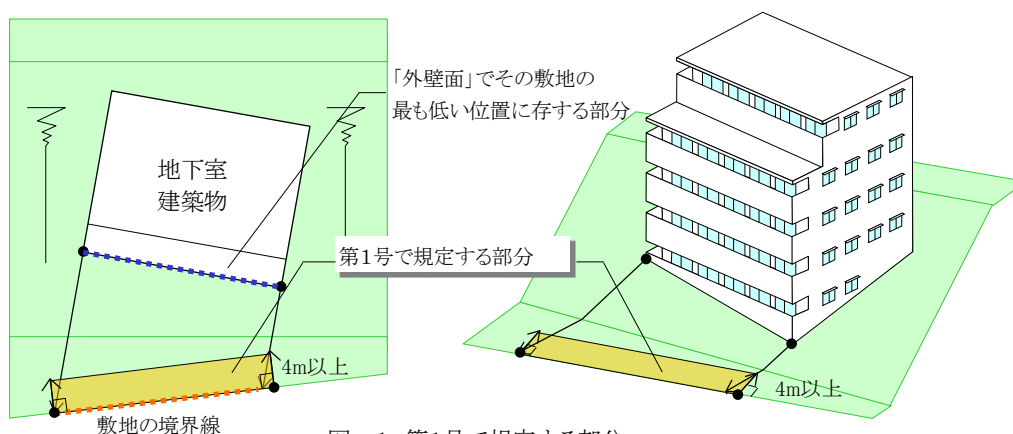 「外壁面」でその敷地の
最も低い位置に存する部分
地下室
建築物
第1号で規定する部分
4m以上
4m以上
敷地の境界線